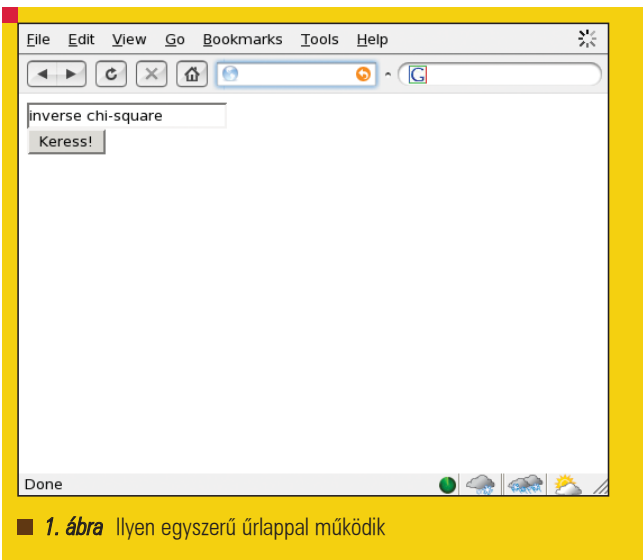 File Edit View Go Bookmarks Tools Help
G
inverse chi-square
Keress!
Done
1. ábra Ilyen egyszerű űrlappal működik